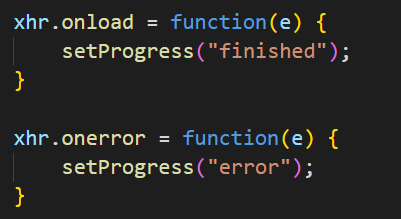 xhr.onload = function(e) {
    setProgress("finished");
}

xhr.onerror = function(e) {
    setProgress("error");
}